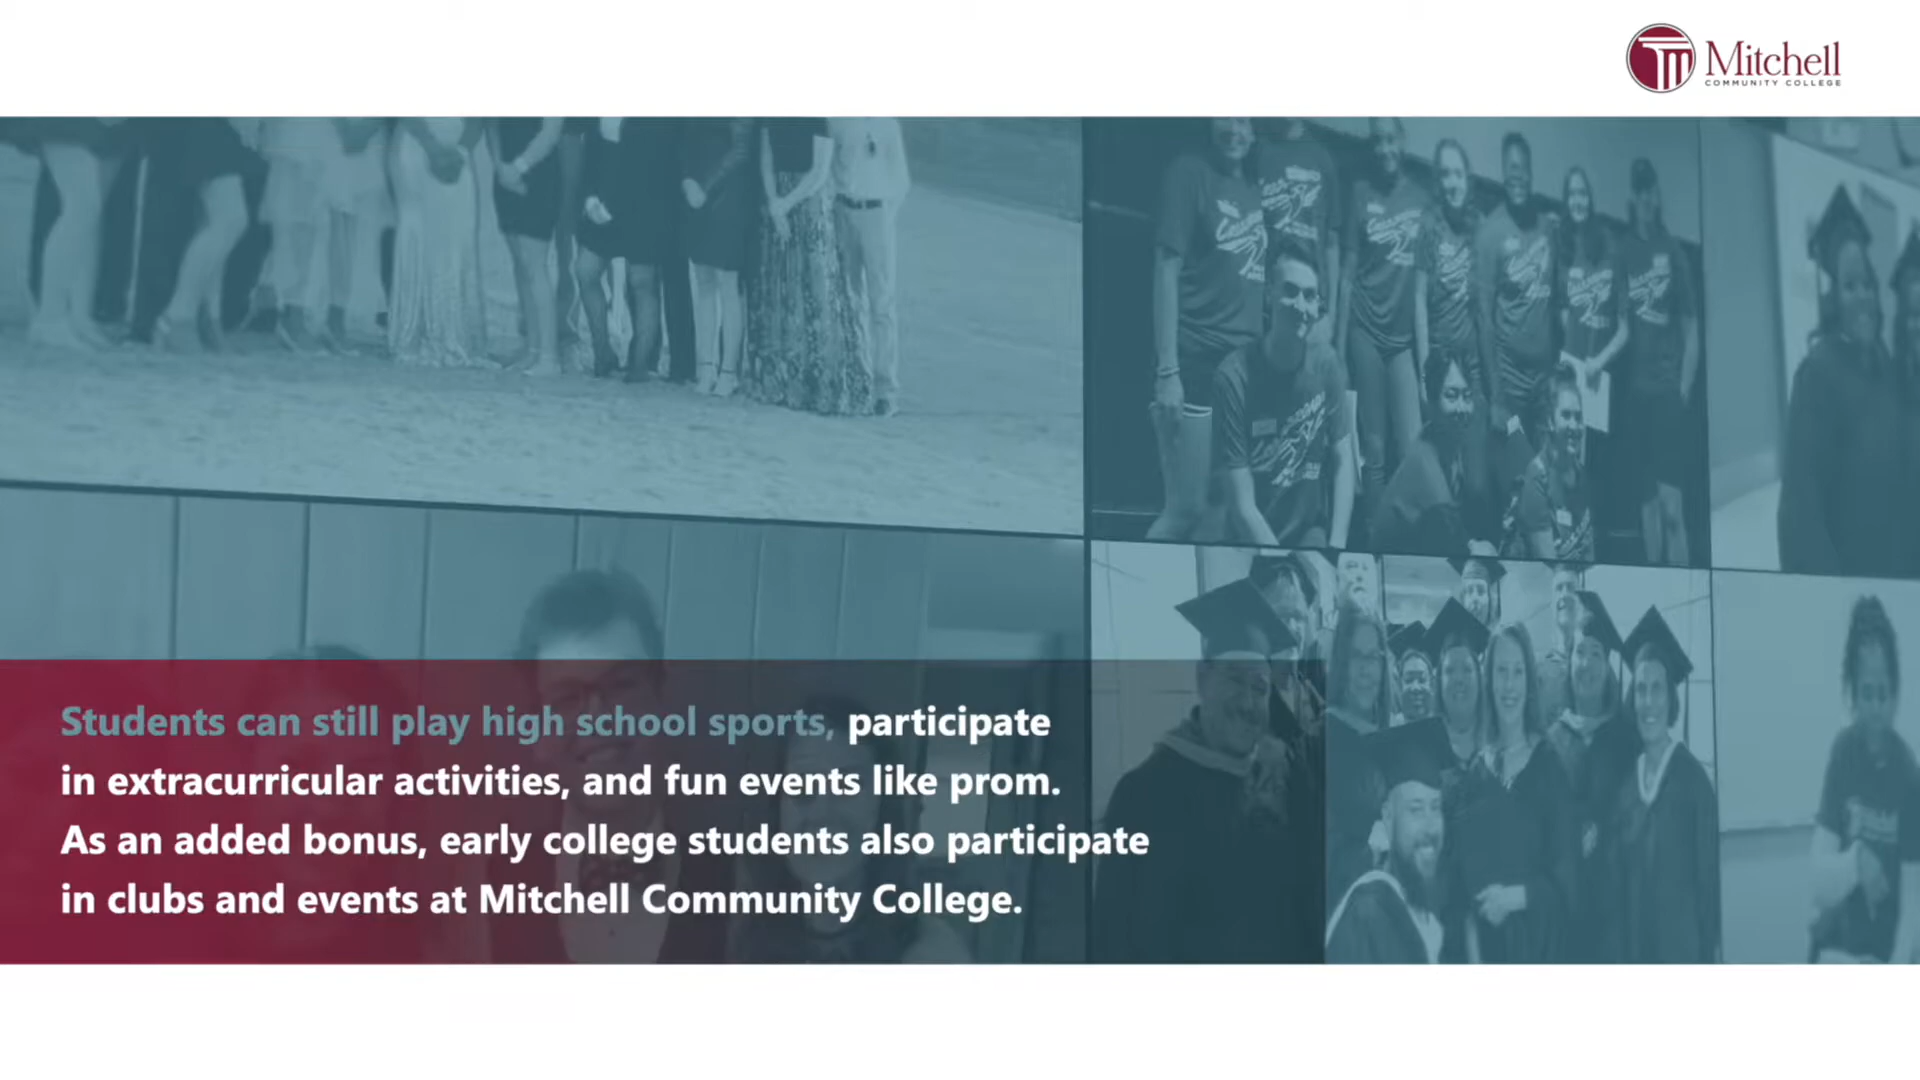 Mitchell
COMMUNITY COLLEGE
Students can still play high school sports, participate
in extracurricular activities, and fun events like prom.
As an added bonus, early college students also participate
in clubs and events at Mitchell Community College.